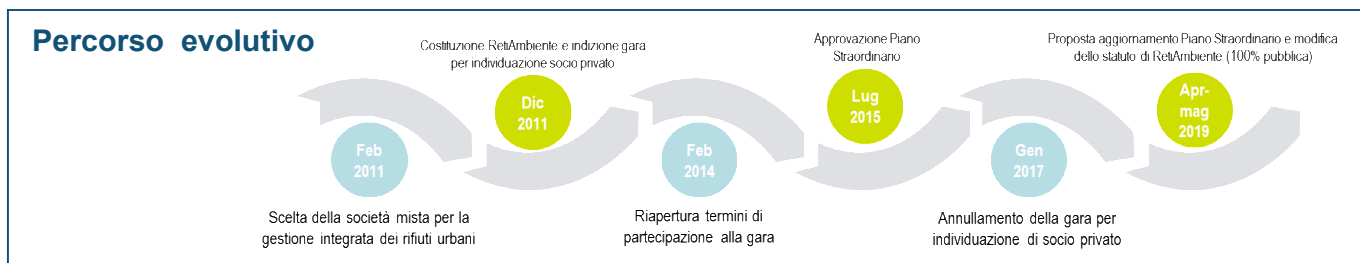 Percorso evolutivo
Costituzione RetiAmbiente e indizione gara
per individuazione socio privato
Approvazione Piano
Straordinario
Proposta aggiornamento Piano Straordinario e modifica
dello statuto di RetiAmbiente (100% pubblica)
Feb
2011
Dic
2011
Feb
2014
Lug
2015
Gen
2017
Apr-
mag
2019
Scelta della società mista per la
gestione integrata dei rifiuti urbani
Riapertura termini di
partecipazione alla gara
Annullamento della gara per
individuazione di socio privato